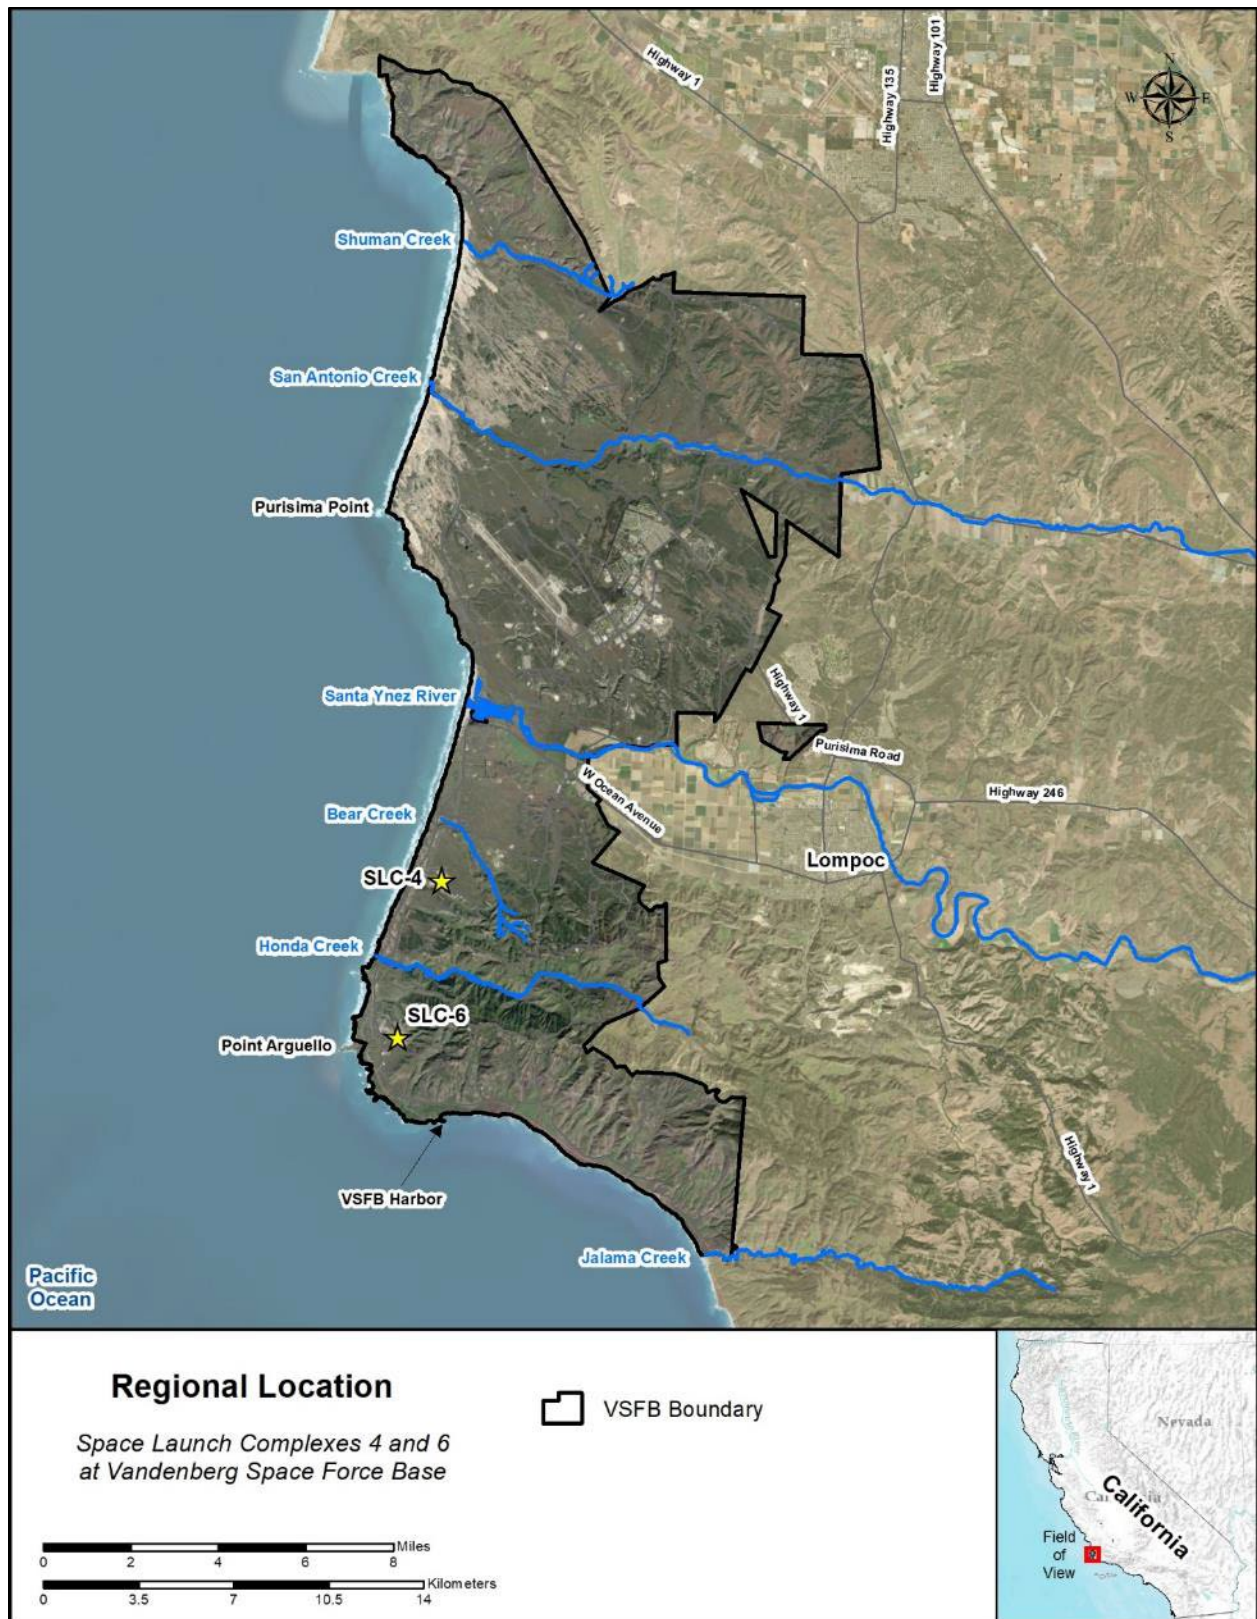 Highway 1
Highway 135
Highway 101
N
W
E
S
Shuman Creek
San Antonio Creek
Purisima Point
Santa Ynez River
Highway 1
Purisima Road
W Ocean Avenue
Highway 246
Bear Creek
Lompoc
SLC-4
Honda Creek
SLC-6
Point Arguello
Highway 1
VSFB Harbor
Jalama Creek
Pacific
Ocean
Regional Location
Space Launch Complexes 4 and 6
at Vandenberg Space Force Base
VSFB Boundary
Miles
0 2 4 6 8
Kilometers
0 3.5 7 10.5 14
Nevada
California
Field
of
View